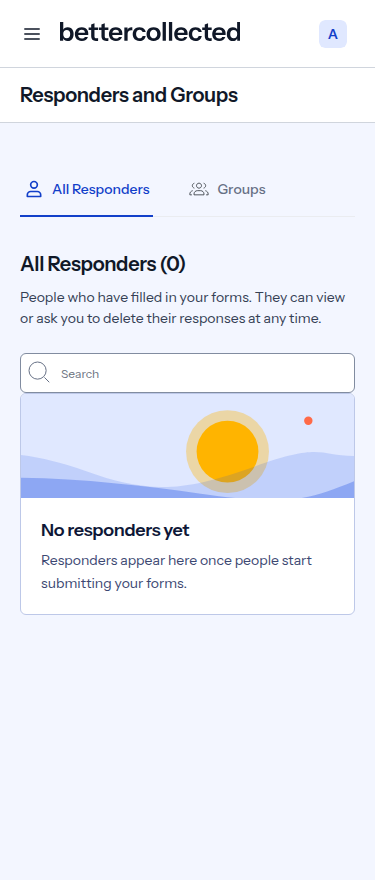 bettercollected
A
Responders and Groups
All Responders
Groups
All Responders (0)
People who have filled in your forms. They can view
or ask you to delete their responses at any time.
Search
No responders yet
Responders appear here once people start
submitting your forms.